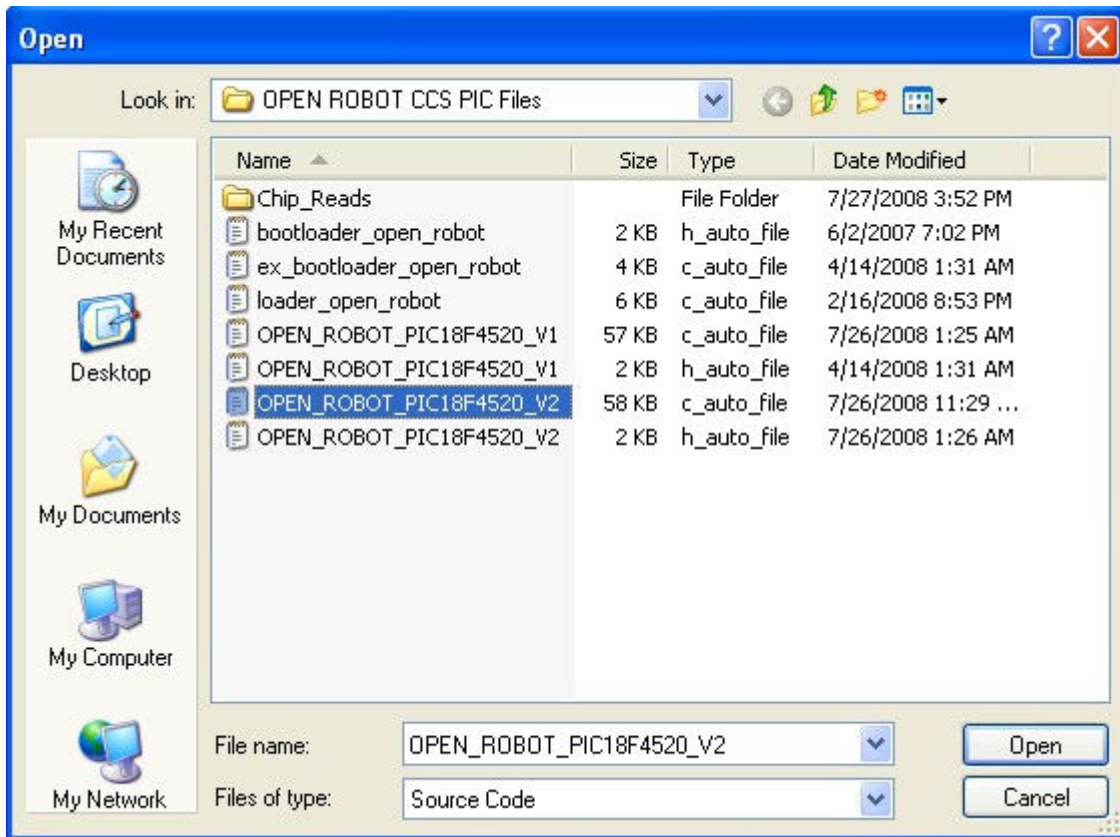 Open
Look in: OPEN ROBOT CCS PIC Files
Name Size Type Date Modified
Chip_Reads File Folder 7/27/2008 3:52 PM
bootloader_open_robot 2 KB h_auto_file 6/2/2007 7:02 PM
ex_bootloader_open_robot 4 KB c_auto_file 4/14/2008 1:31 AM
loader_open_robot 6 KB c_auto_file 2/16/2008 8:53 PM
OPEN_ROBOT_PIC18F4520_V1 57 KB c_auto_file 7/26/2008 1:25 AM
OPEN_ROBOT_PIC18F4520_V1 2 KB h_auto_file 4/14/2008 1:31 AM
OPEN_ROBOT_PIC18F4520_V2 58 KB c_auto_file 7/26/2008 11:29 ...
OPEN_ROBOT_PIC18F4520_V2 2 KB h_auto_file 7/26/2008 1:26 AM
My Recent
Documents
Desktop
My Documents
My Computer
My Network
File name: OPEN_ROBOT_PIC18F4520_V2 Open
Files of type: Source Code Cancel